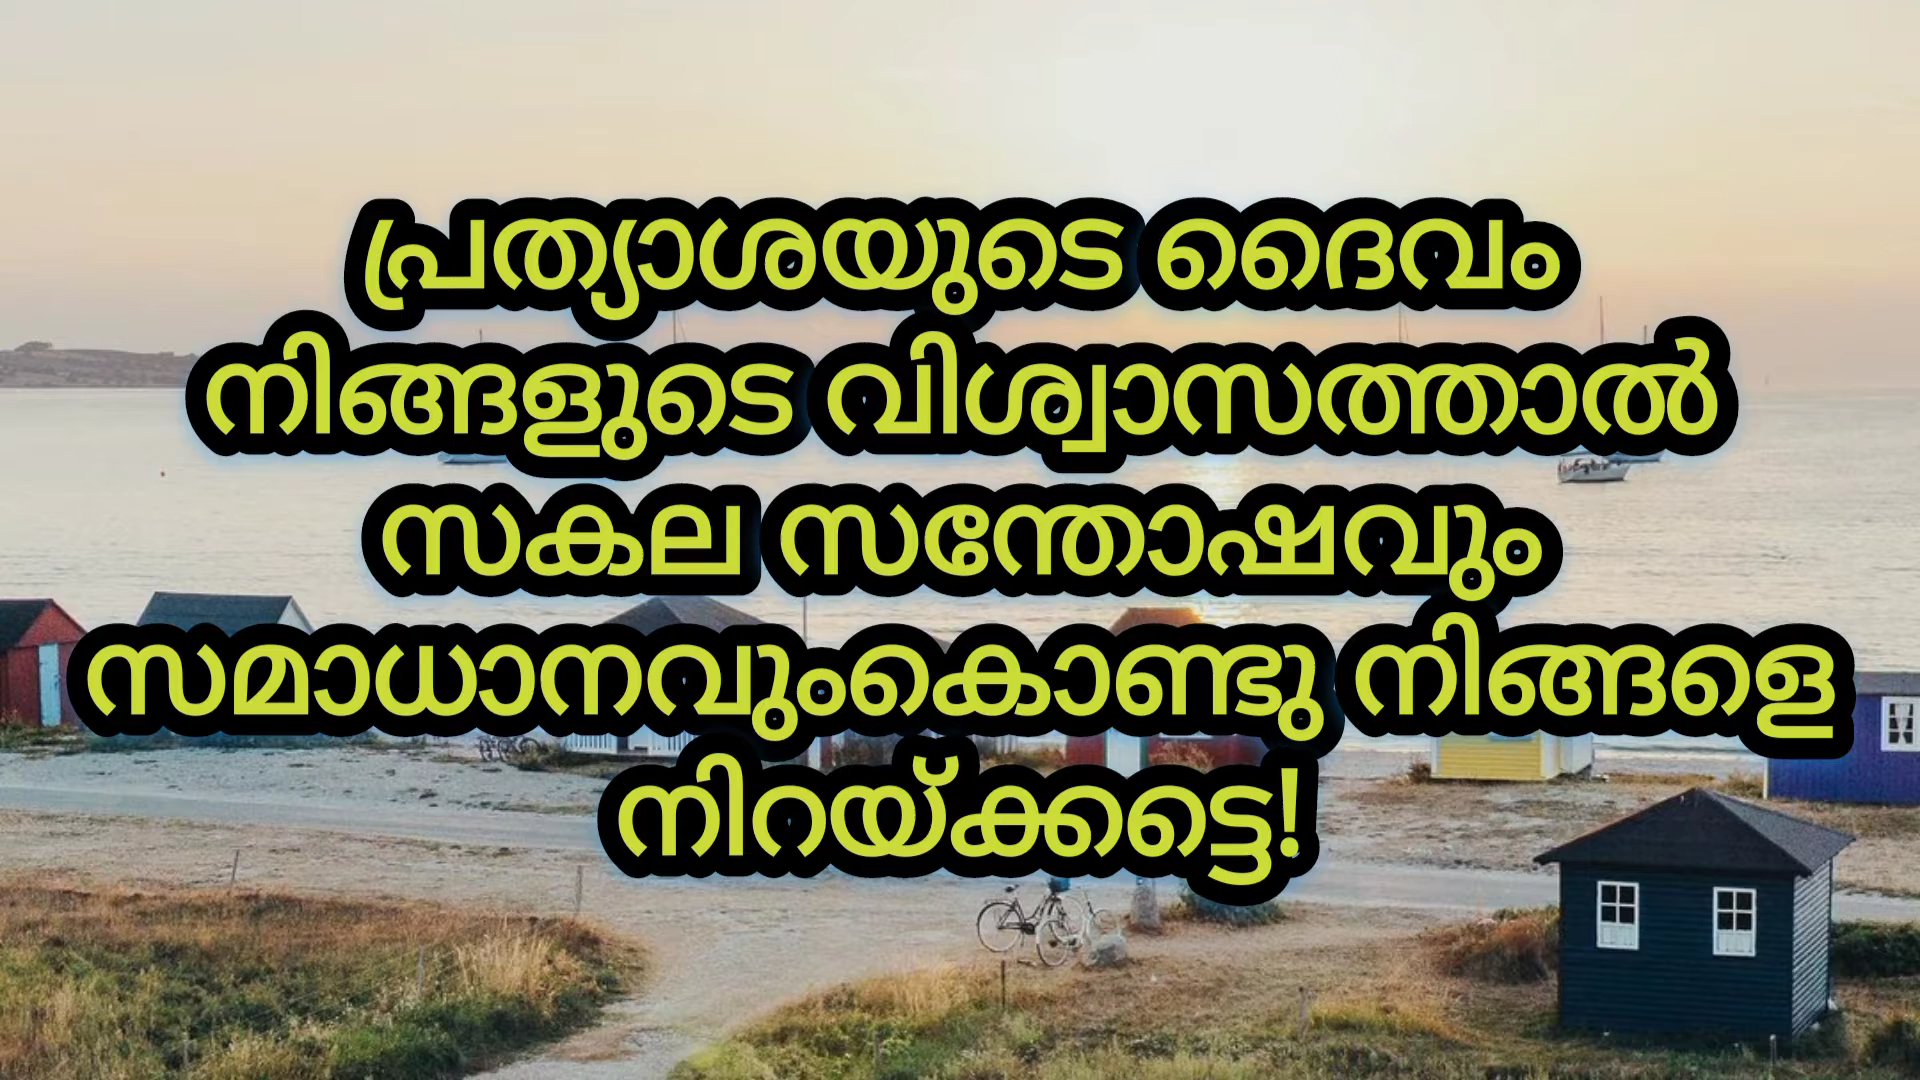 പ്രത്യാശയുടെ ദൈവം
നിങ്ങളുടെ വിശ്വാസത്താൽ
സകല സന്തോഷവും
സമാധാനവുംകൊണ്ടു നിങ്ങളെ
നിറയ്ക്കട്ടെ!